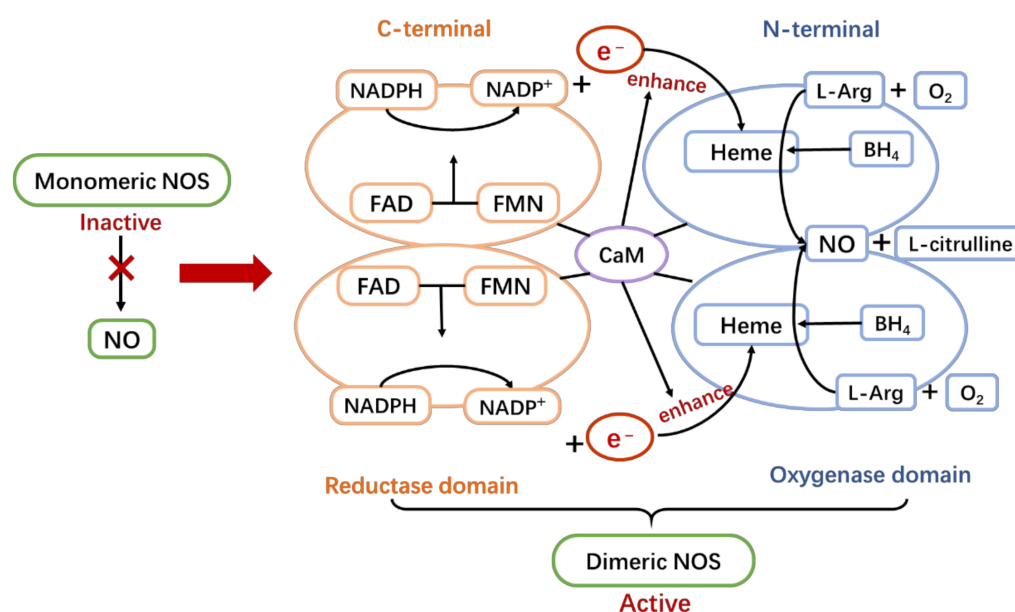 C-terminal
N-terminal
e⁻
enhance
NADPH
NADP⁺
+
L-Arg
+
O₂
Heme
BH₄
Monomeric NOS
Inactive
NO
FAD
FMN
CaM
NO
+
L-citrulline
FAD
FMN
Heme
BH₄
NADPH
NADP⁺
enhance
L-Arg
+
O₂
+
e⁻
Reductase domain
Oxygenase domain
Dimeric NOS
Active